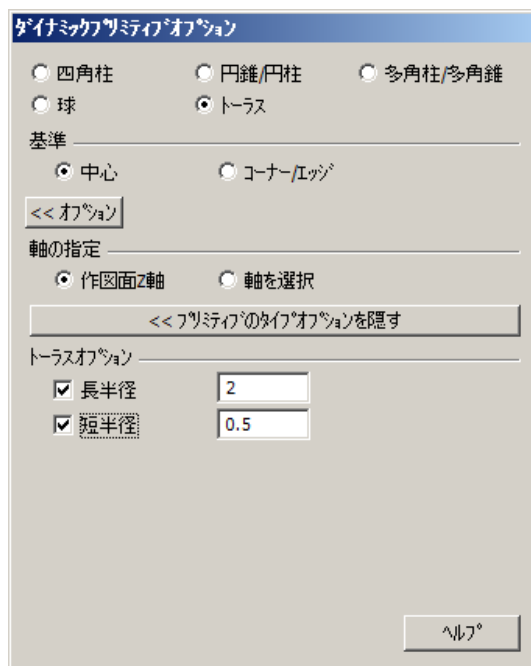 ﾀﾞｲﾅﾐｯｸﾌﾟﾘﾐﾃｨﾌﾞｵﾌﾟｼｮﾝ
四角柱 円錐/円柱 多角柱/多角錐
球 ﾄｰﾗｽ
基準
中心 ｺｰﾅｰ/ｴｯｼﾞ
<< ｵﾌﾟｼｮﾝ
軸の指定
作図面Z軸 軸を選択
<< ﾌﾟﾘﾐﾃｨﾌﾞのﾀｲﾌﾟｵﾌﾟｼｮﾝを隠す
ﾄｰﾗｽｵﾌﾟｼｮﾝ
長半径 2
短半径 0.5
ﾍﾙﾌﾟ